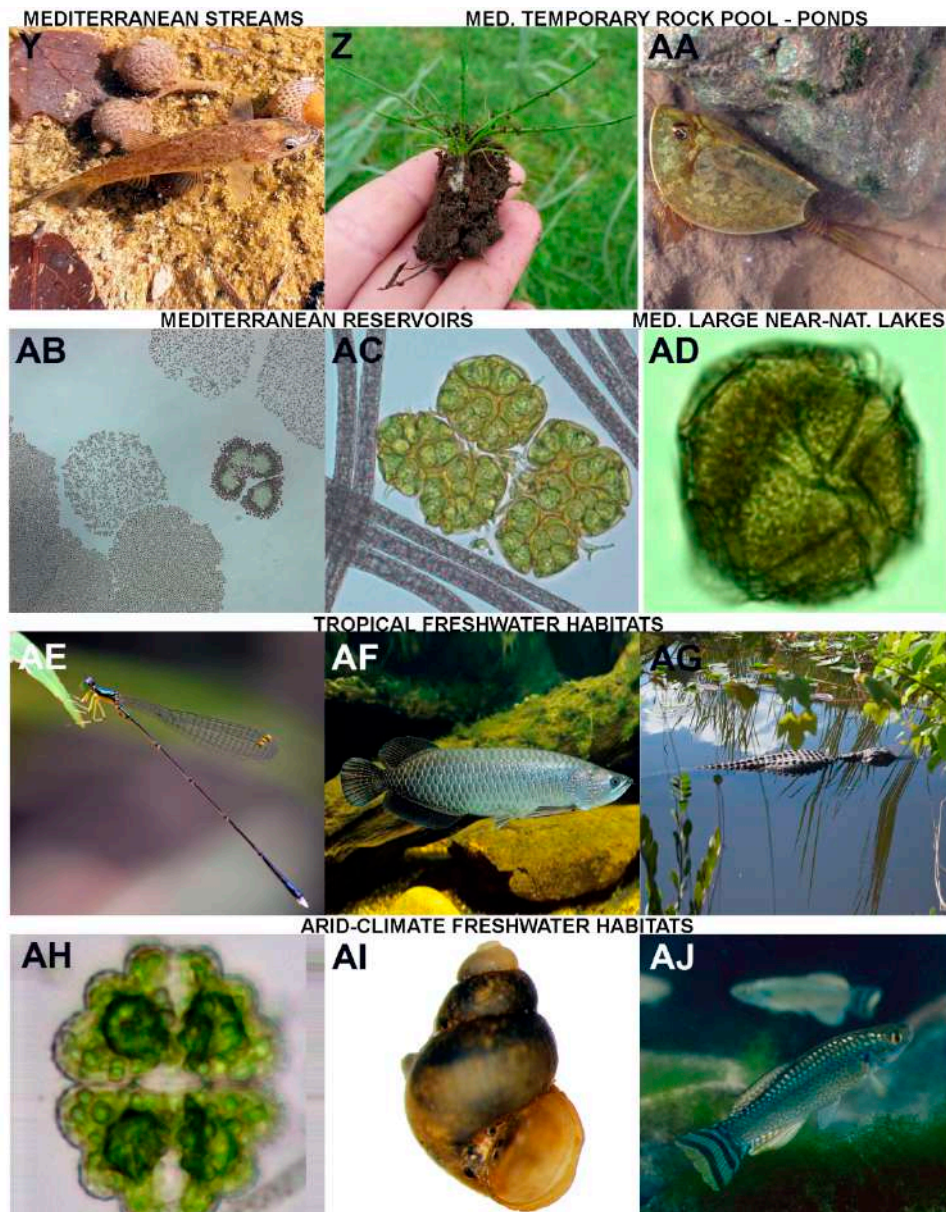 MEDITERRANEAN STREAMS MED. TEMPORARY ROCK POOL - PONDS
Y Z AA
MEDITERRANEAN RESERVOIRS MED. LARGE NEAR-NAT. LAKES
AB AC AD
TROPICAL FRESHWATER HABITATS
AE AF AG
ARID-CLIMATE FRESHWATER HABITATS
AH AI AJ